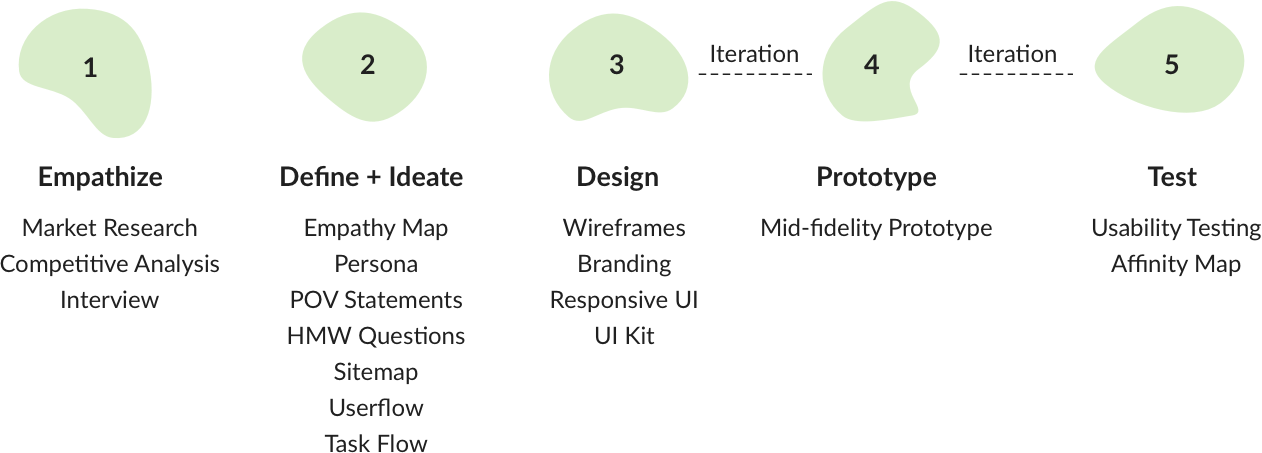 1
2
3
Iteration
4
Iteration
5
Empathize
Market Research
Competitive Analysis
Interview
Define + Ideate
Empathy Map
Persona
POV Statements
HMW Questions
Sitemap
Userflow
Task Flow
Design
Wireframes
Branding
Responsive UI
UI Kit
Prototype
Mid-fidelity Prototype
Test
Usability Testing
Affinity Map